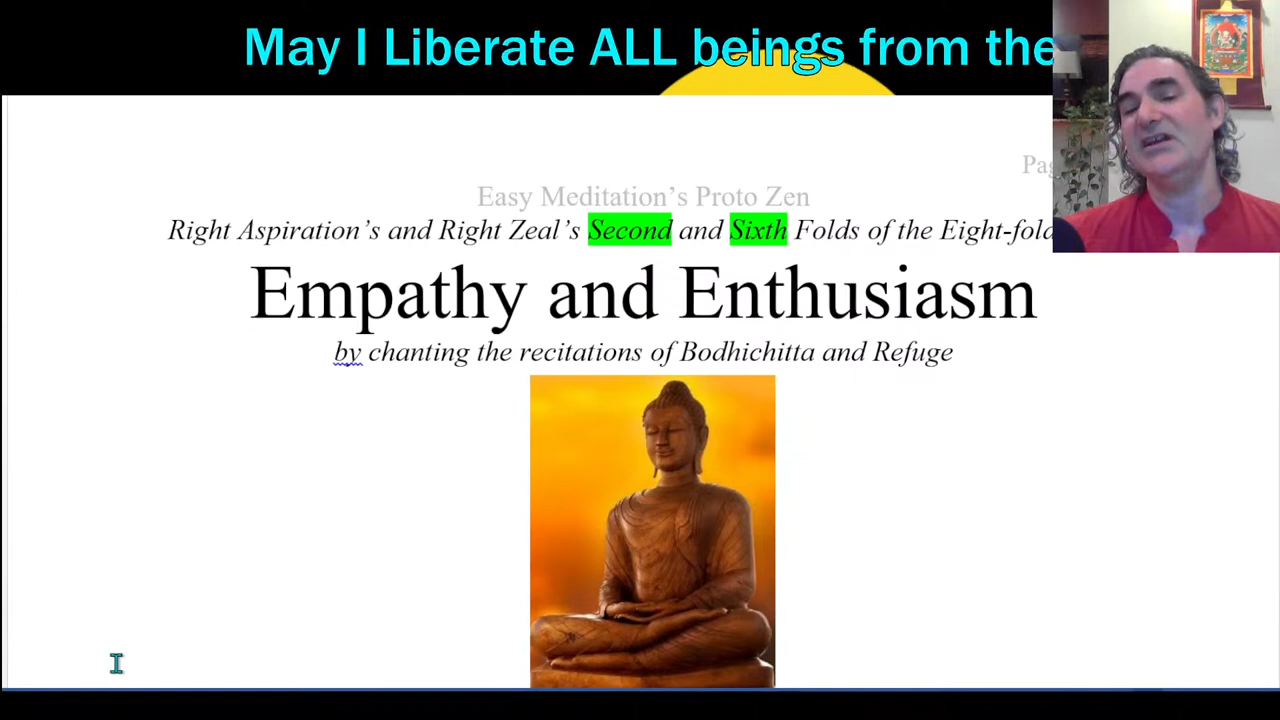 May I Liberate ALL beings from the
Easy Meditation's Proto Zen
Right Aspiration's and Right Zeal's Second and Sixth Folds of the Eight-fold
Empathy and Enthusiasm
by chanting the recitations of Bodhichitta and Refuge